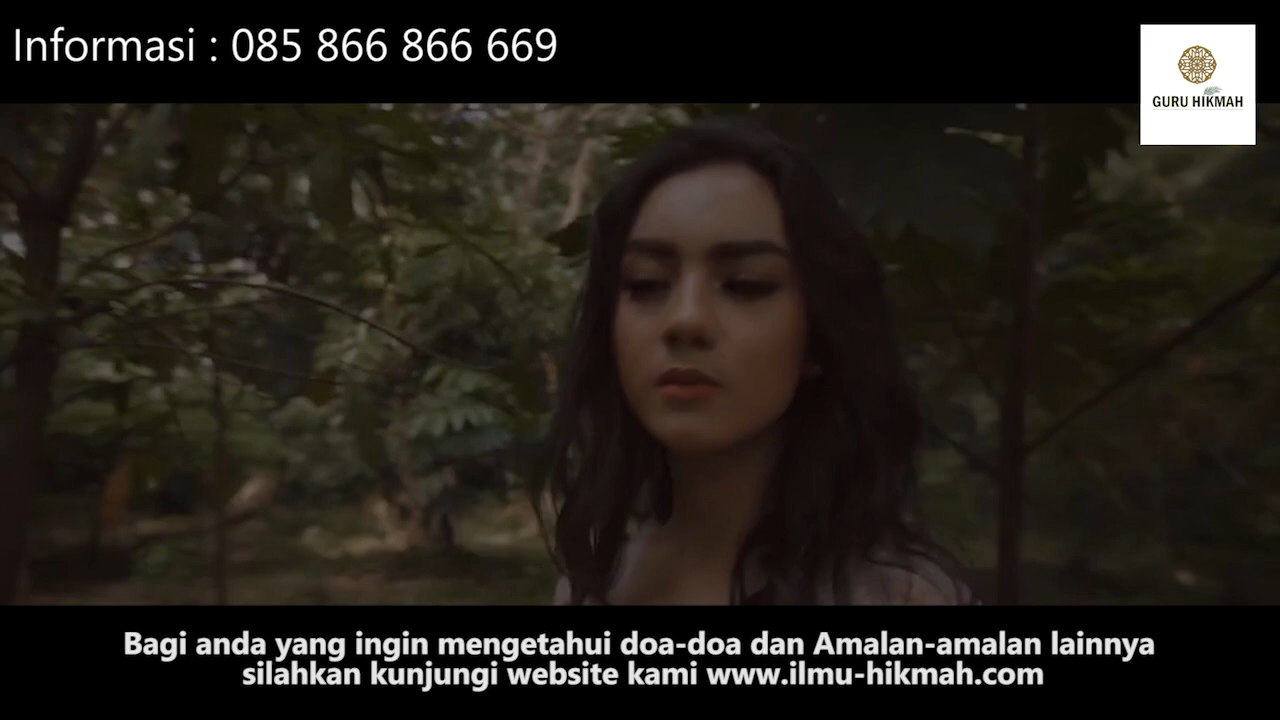 Informasi : 085 866 866 669
GURU HIKMAH
Bagi anda yang ingin mengetahui doa-doa dan Amalan-amalan lainnya
silahkan kunjungi website kami www.ilmu-hikmah.com